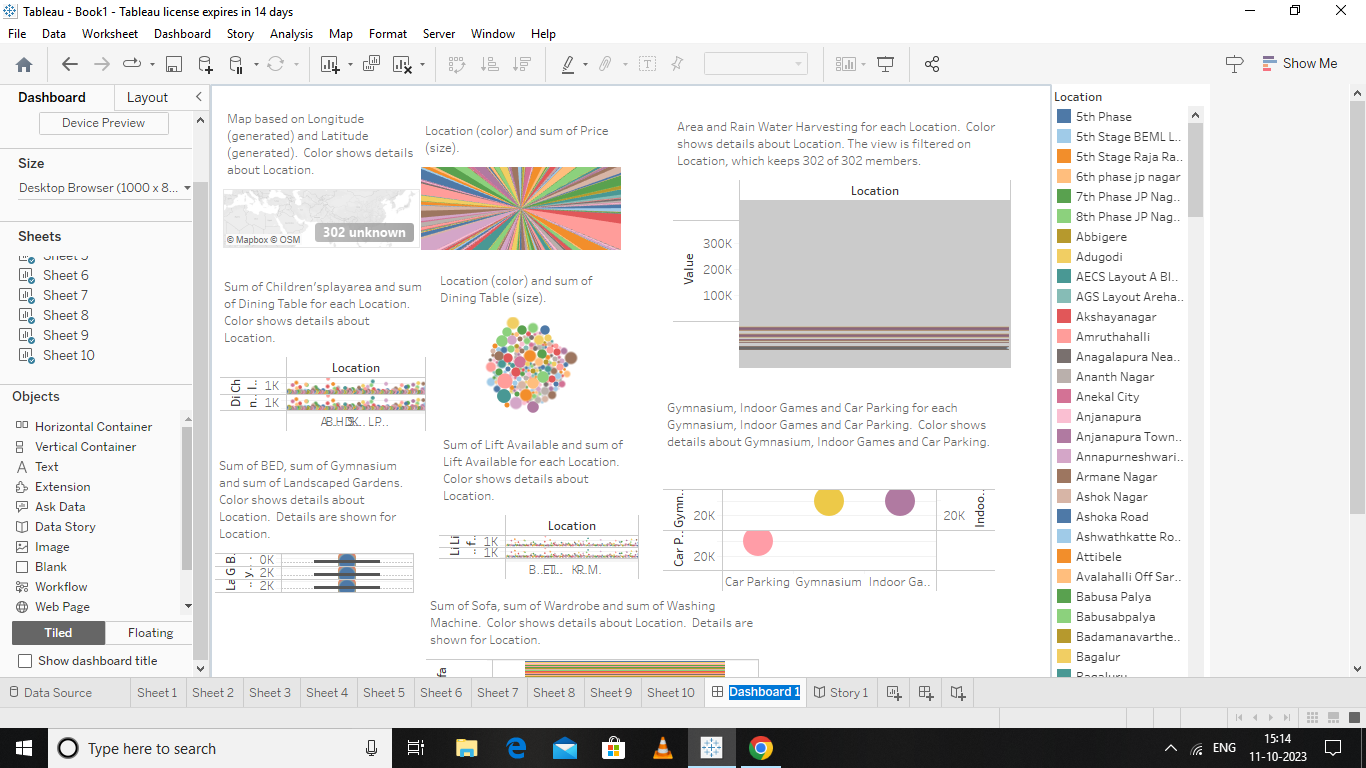 Tableau - Book1 - Tableau license expires in 14 days
File Data Worksheet Dashboard Story Analysis Map Format Server Window Help
Show Me
Dashboard Layout
Device Preview
Size
Desktop Browser (1000 x 8...
Sheets
Sheet 6
Sheet 7
Sheet 8
Sheet 9
Sheet 10
Objects
Horizontal Container
Vertical Container
Text
Extension
Ask Data
Data Story
Image
Blank
Workflow
Web Page
Tiled Floating
Show dashboard title
Map based on Longitude
(generated) and Latitude
(generated). Color shows details
about Location.
© Mapbox © OSM
302 unknown
Location (color) and sum of Price
(size).
Area and Rain Water Harvesting for each Location. Color
shows details about Location. The view is filtered on
Location, which keeps 302 of 302 members.
Location
Value
300K
200K
100K
Sum of Children'splayarea and sum
of Dining Table for each Location.
Color shows details about
Location.
Location
Ch
l..
1K
Di
n..
1K
Location (color) and sum of
Dining Table (size).
Gymnasium, Indoor Games and Car Parking for each
Gymnasium, Indoor Games and Car Parking. Color shows
details about Gymnasium, Indoor Games and Car Parking.
Gymn..
20K
20K
Indoo..
Car P..
20K
Car Parking Gymnasium Indoor Ga..
Sum of BED, sum of Gymnasium
and sum of Landscaped Gardens.
Color shows details about
Location. Details are shown for
Location.
B..
0K
G
y..
2K
La
2K
Sum of Lift Available and sum of
Lift Available for each Location.
Color shows details about
Location.
Location
1K
1K
Sum of Sofa, sum of Wardrobe and sum of Washing
Machine. Color shows details about Location. Details are
shown for Location.
fa
Location
5th Phase
5th Stage BEML L..
5th Stage Raja Ra..
6th phase jp nagar
7th Phase JP Nag..
8th Phase JP Nag..
Abbigere
Adugodi
AECS Layout A Bl..
AGS Layout Areha..
Akshayanagar
Amruthahalli
Anagalapura Nea..
Ananth Nagar
Anekal City
Anjanapura
Anjanapura Town..
Annapurneshwari..
Armane Nagar
Ashok Nagar
Ashoka Road
Ashwathkatte Ro..
Attibele
Avalahalli Off Sar..
Babusa Palya
Babusabpalya
Badamanavarthe..
Bagalur
Bagaluru
Data Source Sheet 1 Sheet 2 Sheet 3 Sheet 4 Sheet 5 Sheet 6 Sheet 7 Sheet 8 Sheet 9 Sheet 10 Dashboard 1 Story 1
Type here to search
ENG
15:14
11-10-2023